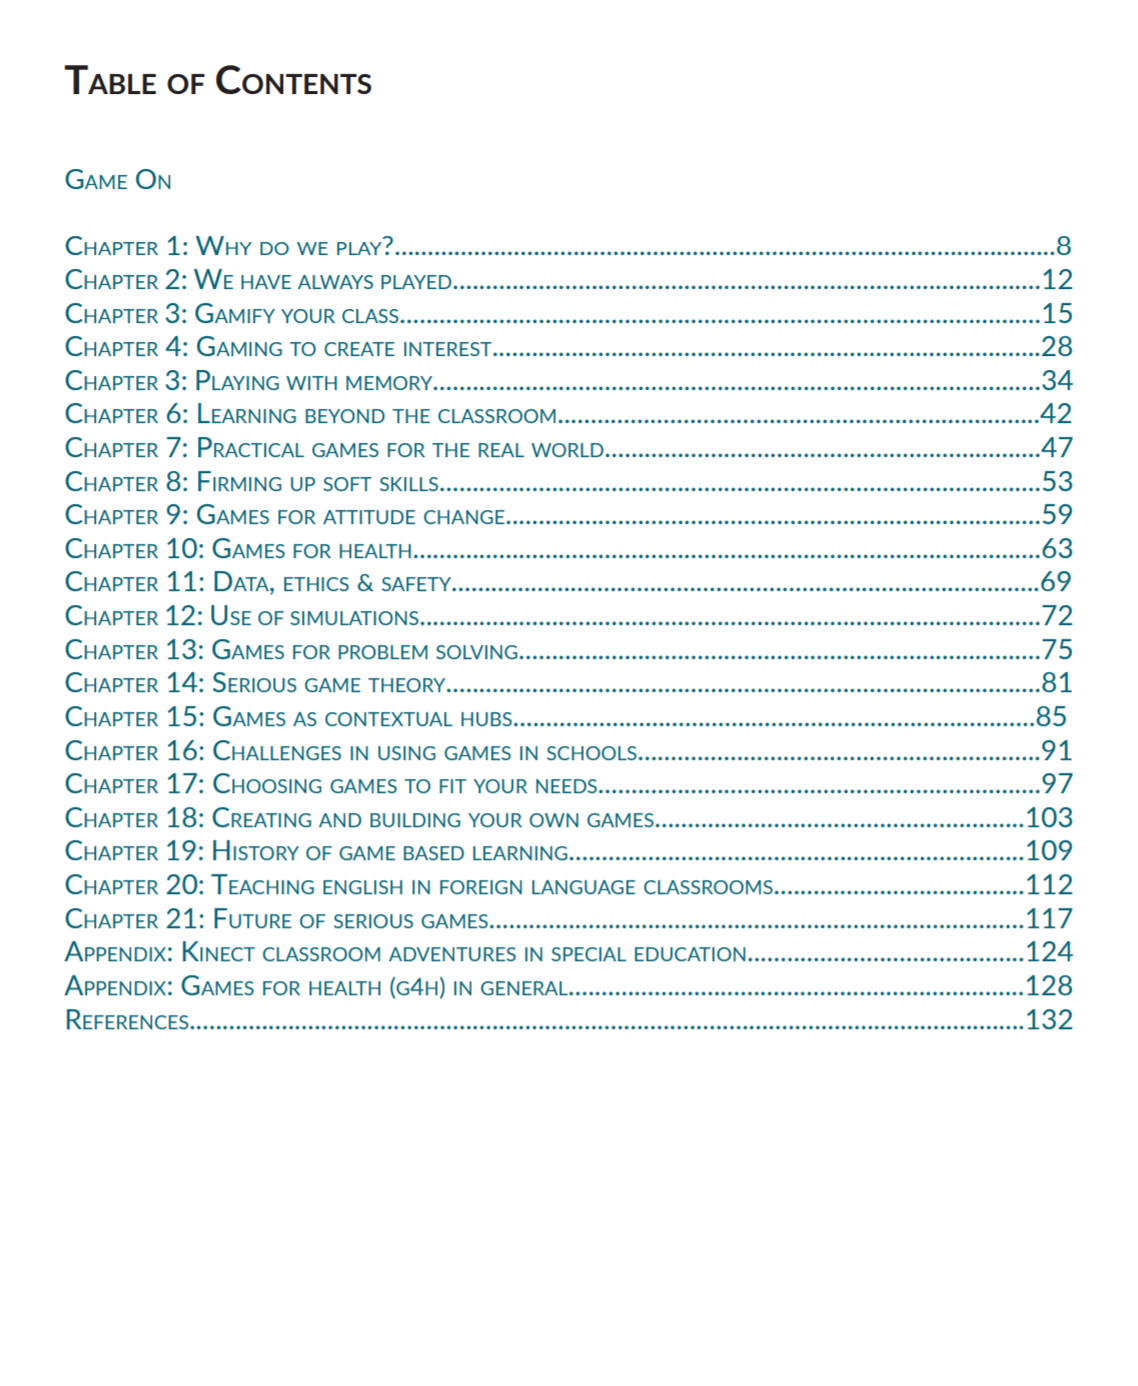 Table of Contents
Game On
Chapter 1: Why do we play?..........8
Chapter 2: We have always played..........12
Chapter 3: Gamify your class..........15
Chapter 4: Gaming to create interest..........28
Chapter 3: Playing with memory..........34
Chapter 6: Learning beyond the classroom..........42
Chapter 7: Practical games for the real world..........47
Chapter 8: Firming up soft skills..........53
Chapter 9: Games for attitude change..........59
Chapter 10: Games for health..........63
Chapter 11: Data, ethics & safety..........69
Chapter 12: Use of simulations..........72
Chapter 13: Games for problem solving..........75
Chapter 14: Serious game theory..........81
Chapter 15: Games as contextual hubs..........85
Chapter 16: Challenges in using games in schools..........91
Chapter 17: Choosing games to fit your needs..........97
Chapter 18: Creating and building your own games..........103
Chapter 19: History of game based learning..........109
Chapter 20: Teaching english in foreign language classrooms..........112
Chapter 21: Future of serious games..........117
Appendix: Kinect classroom adventures in special education..........124
Appendix: Games for health (g4h) in general..........128
References..........132